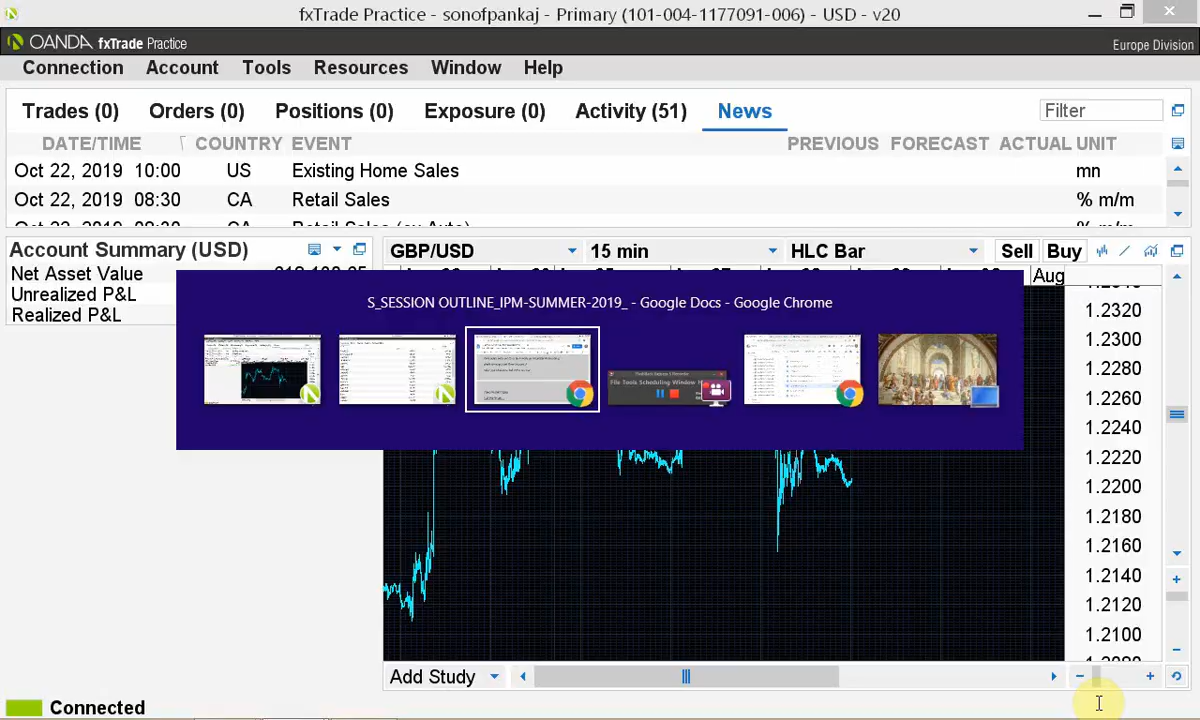 fxTrade Practice - sonofpankaj - Primary (101-004-1177091-006) - USD - v20
OANDA fxTrade Practice
Europe Division
Connection Account Tools Resources Window Help
Trades (0) Orders (0) Positions (0) Exposure (0) Activity (51) News Filter
DATE/TIME COUNTRY EVENT PREVIOUS FORECAST ACTUAL UNIT
Oct 22, 2019 10:00 US Existing Home Sales mn
Oct 22, 2019 08:30 CA Retail Sales % m/m
Account Summary (USD)
Net Asset Value
Unrealized P&L
Realized P&L
GBP/USD 15 min HLC Bar Sell Buy
Aug
S_SESSION OUTLINE_IPM-SUMMER-2019_ - Google Docs - Google Chrome
1.2320
1.2300
1.2280
1.2260
1.2240
1.2220
1.2200
1.2180
1.2160
1.2140
1.2120
1.2100
Add Study
Connected